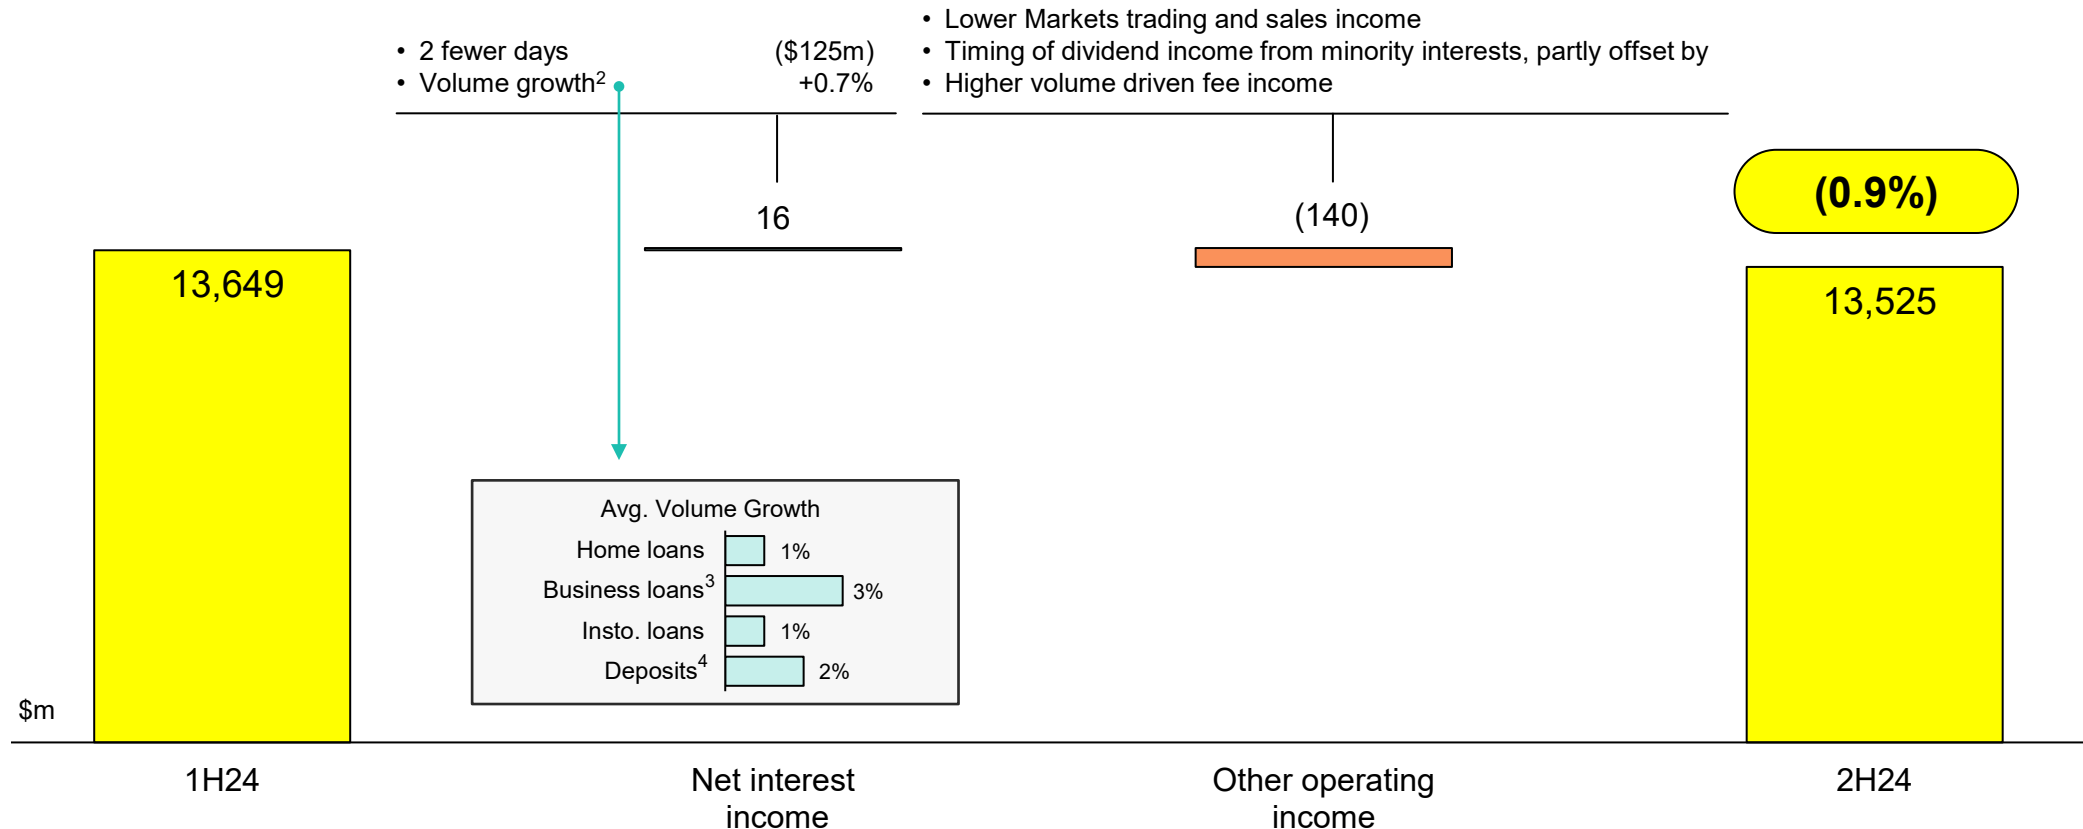 • 2 fewer days ($125m)
• Volume growth2 +0.7%
• Lower Markets trading and sales income
• Timing of dividend income from minority interests, partly offset by
• Higher volume driven fee income
(0.9%)
16
(140)
13,649
13,525
Avg. Volume Growth
Home loans 1%
Business loans3 3%
Insto. loans 1%
Deposits4 2%
$m
1H24
Net interest
income
Other operating
income
2H24